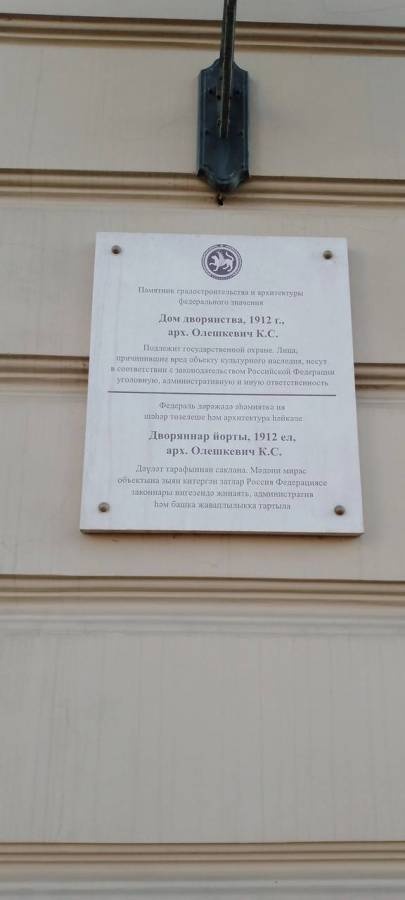 Памятник градостроительства и архитектуры
федерального значения
Дом дворянства, 1912 г.,
арх. Олешкевич К.С.
Подлежит государственной охране. Лица,
причинившие вред объекту культурного наследия, несут
в соответствии с законодательством Российской Федерации
уголовную, административную и иную ответственность
Федераль дәрәҗәдә әһәмияткә ия
шәһәр төзелеше һәм архитектура һәйкәле
Дворяннар йорты, 1912 ел,
арх. Олешкевич К.С.
Дәүләт тарафыннан саклана. Мәдәни мирас
объектына зыян китергән затлар Россия Федерациясе
законнары нигезендә җинаять, административ
һәм башка җаваплылыкка тартыла